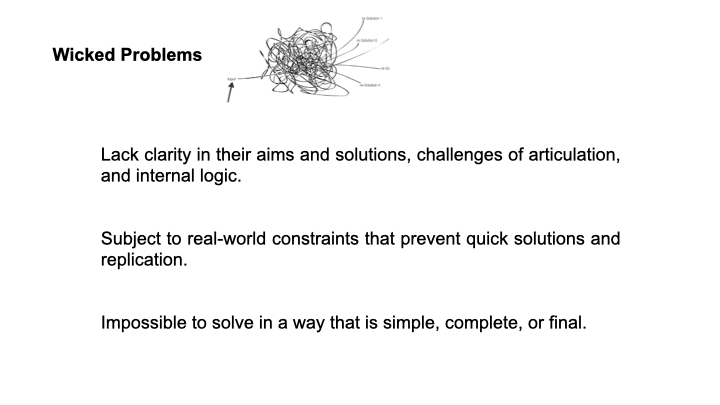 Wicked Problems
Lack clarity in their aims and solutions, challenges of articulation,
and internal logic.
Subject to real-world constraints that prevent quick solutions and
replication.
Impossible to solve in a way that is simple, complete, or final.